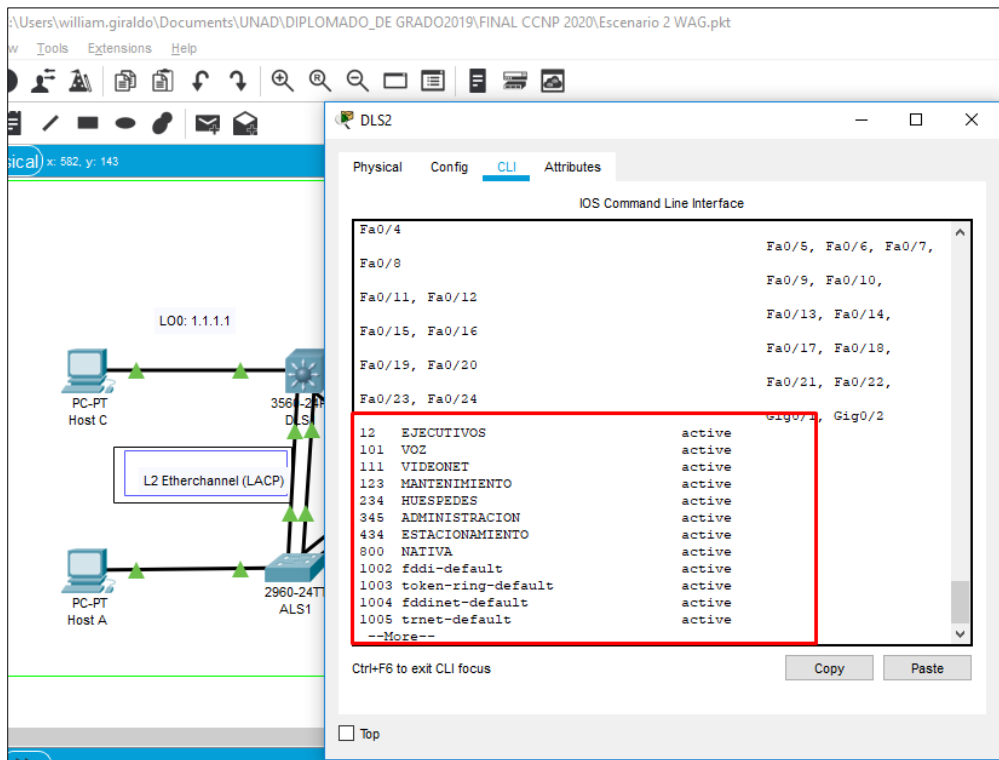 :\Users\william.giraldo\Documents\UNAD\DIPLOMADO_DE GRADO2019\FINAL CCNP 2020\Escenario 2 WAG.pkt
w Tools Extensions Help
x: 582, y: 143
LO0: 1.1.1.1
PC-PT
Host C
L2 Etherchannel (LACP)
PC-PT
Host A
2960-24TT
ALS1
DLS2
Physical Config CLI Attributes
IOS Command Line Interface
Fa0/4
Fa0/5, Fa0/6, Fa0/7,
Fa0/8
Fa0/9, Fa0/10,
Fa0/11, Fa0/12
Fa0/13, Fa0/14,
Fa0/15, Fa0/16
Fa0/17, Fa0/18,
Fa0/19, Fa0/20
Fa0/21, Fa0/22,
Fa0/23, Fa0/24
Gig0/1, Gig0/2
12 EJECUTIVOS active
101 VOZ active
111 VIDEONET active
123 MANTENIMIENTO active
234 HUESPEDES active
345 ADMINISTRACION active
434 ESTACIONAMIENTO active
800 NATIVA active
1002 fddi-default active
1003 token-ring-default active
1004 fddinet-default active
1005 trnet-default active
--More--
Ctrl+F6 to exit CLI focus
Copy Paste
Top